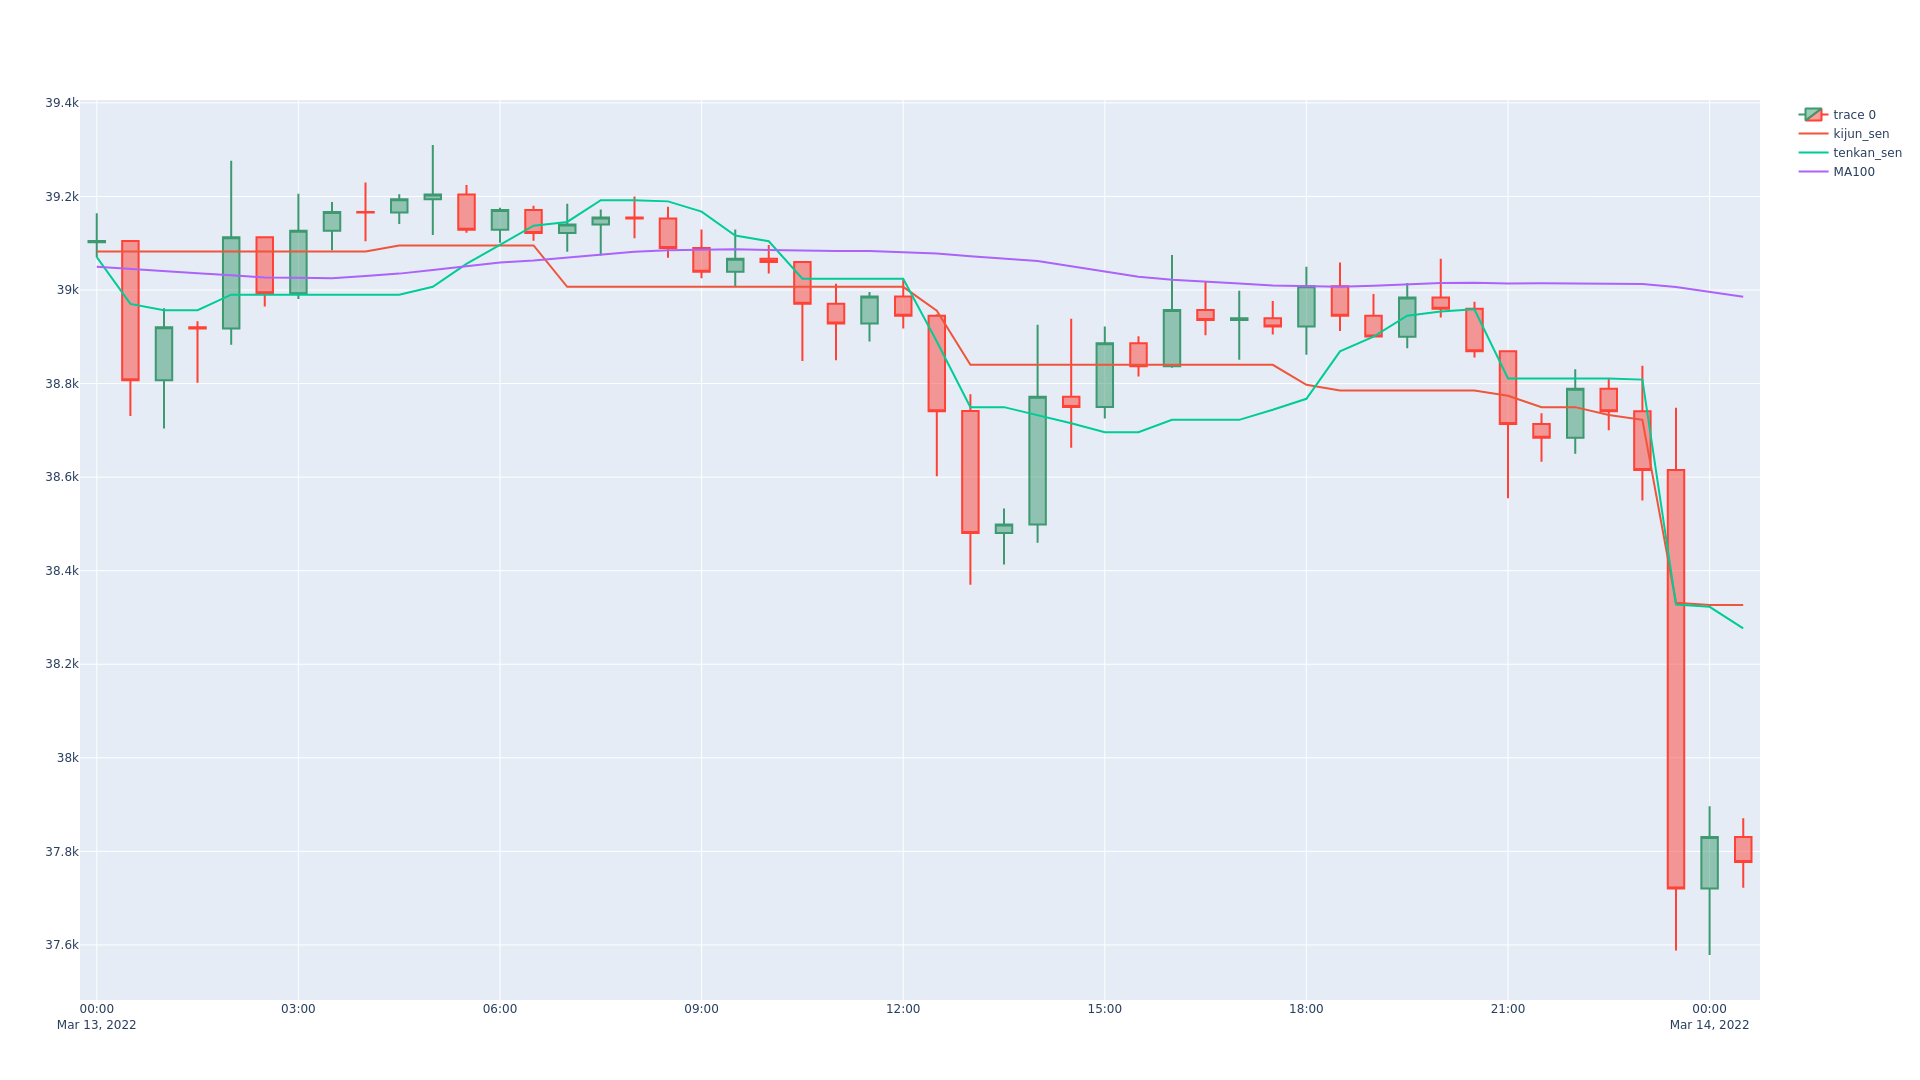 39.4k
39.2k
39k
38.8k
38.6k
38.4k
38.2k
38k
37.8k
37.6k
00:00 03:00 06:00 09:00 12:00 15:00 18:00 21:00 00:00
Mar 13, 2022 Mar 14, 2022
trace 0
kijun_sen
tenkan_sen
MA100